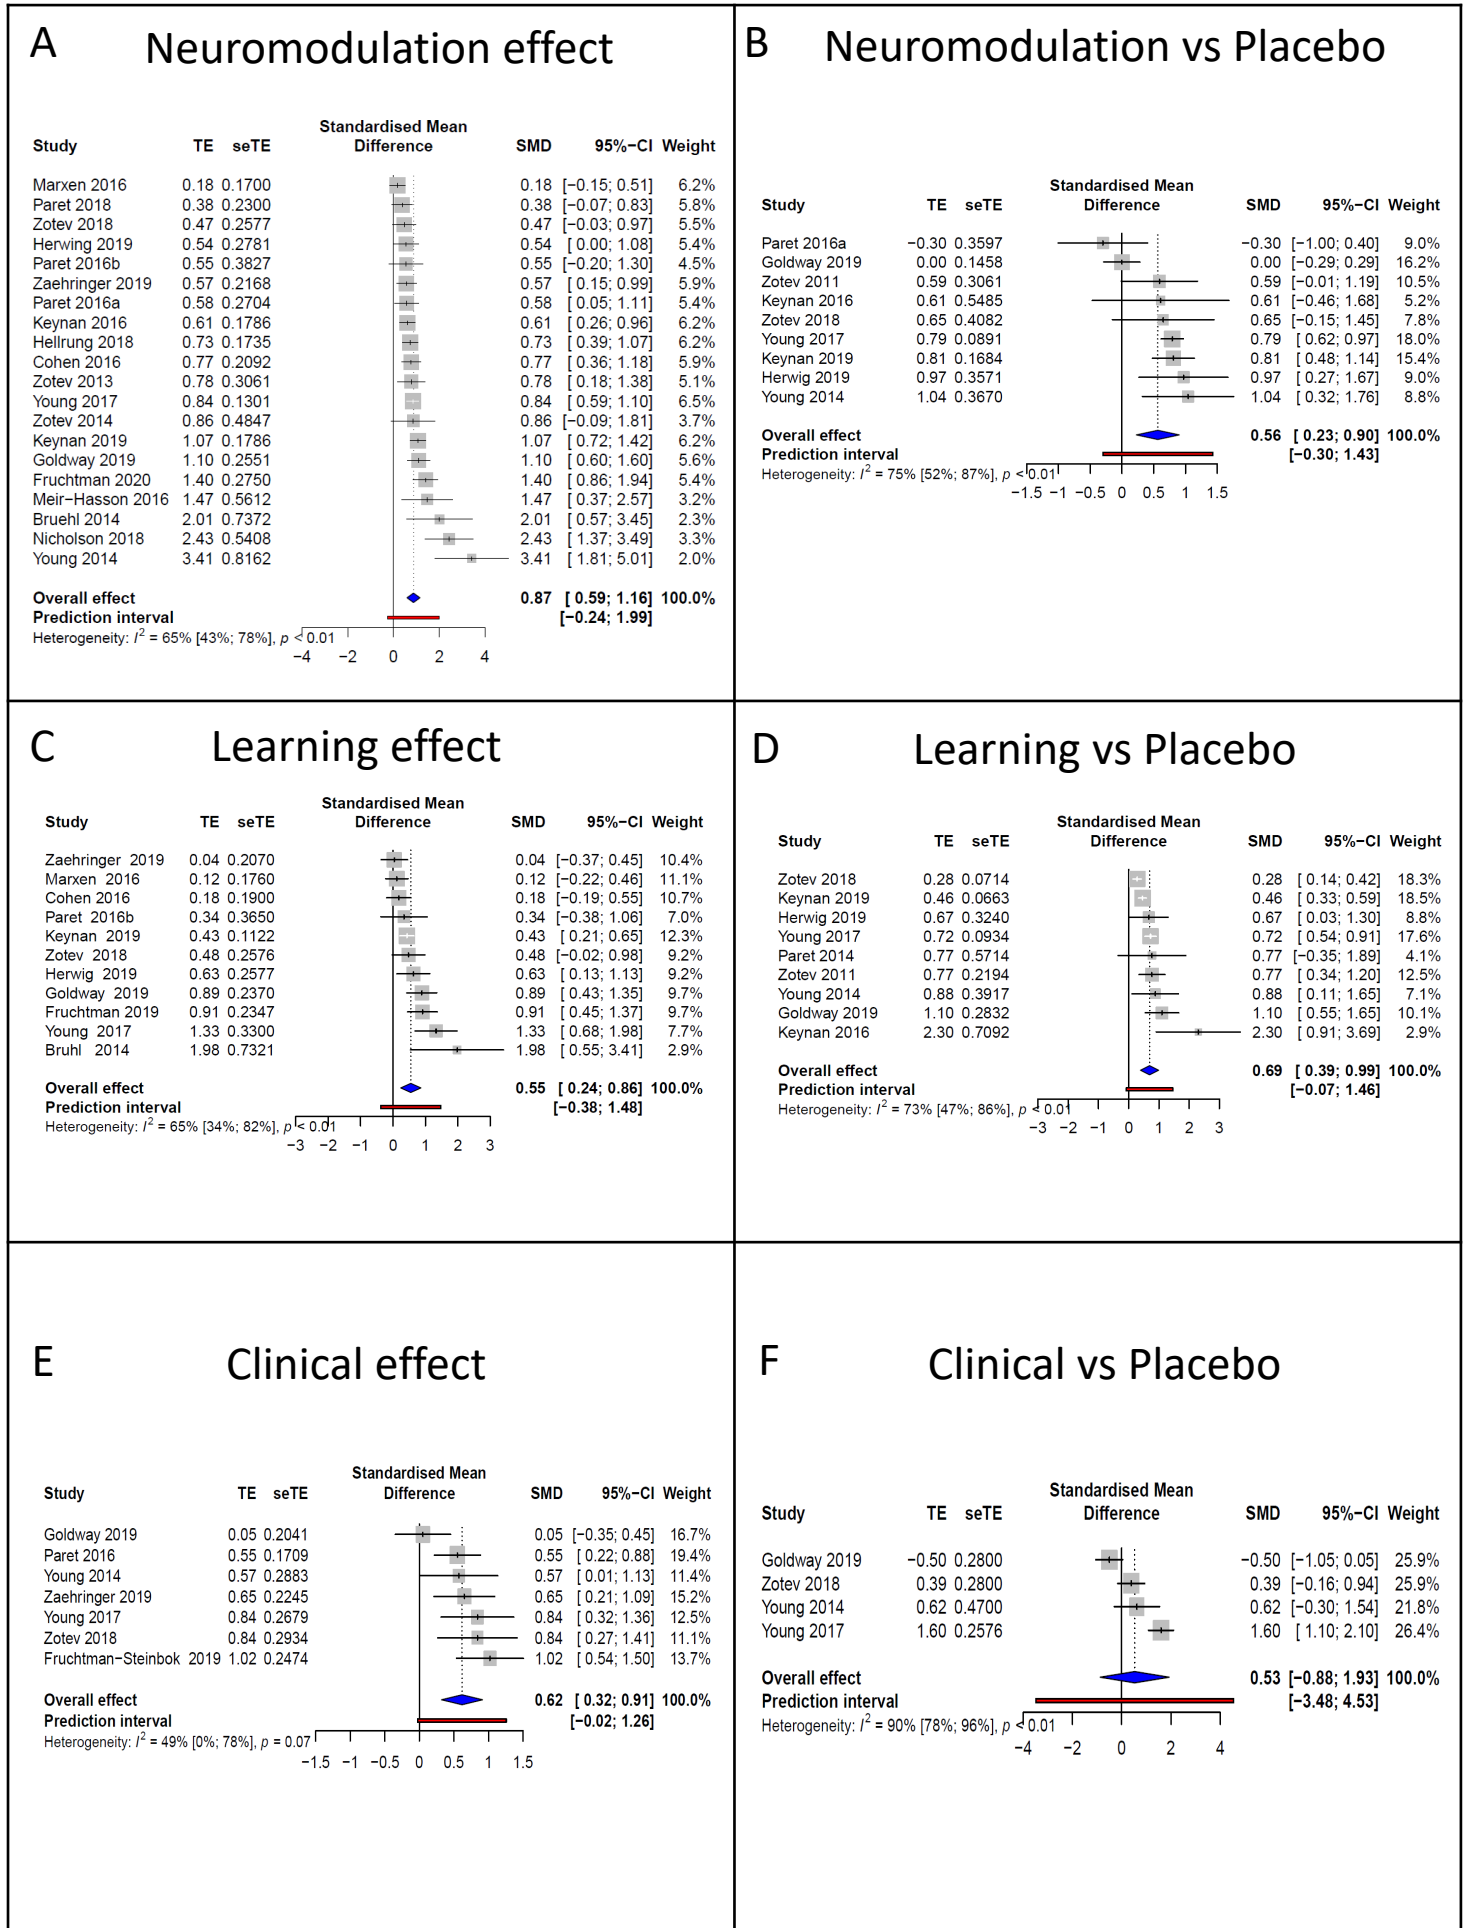 A Neuromodulation effect
Standardised Mean
Study TE seTE Difference SMD 95%−CI Weight
Marxen 2016 0.18 0.1700 0.18 [−0.15; 0.51] 6.2%
Paret 2018 0.38 0.2300 0.38 [−0.07; 0.83] 5.8%
Zotev 2018 0.47 0.2577 0.47 [−0.03; 0.97] 5.5%
Herwing 2019 0.54 0.2781 0.54 [ 0.00; 1.08] 5.4%
Paret 2016b 0.55 0.3827 0.55 [−0.20; 1.30] 4.5%
Zaehringer 2019 0.57 0.2168 0.57 [ 0.15; 0.99] 5.9%
Paret 2016a 0.58 0.2704 0.58 [ 0.05; 1.11] 5.4%
Keynan 2016 0.61 0.1786 0.61 [ 0.26; 0.96] 6.2%
Hellrung 2018 0.73 0.1735 0.73 [ 0.39; 1.07] 6.2%
Cohen 2016 0.77 0.2092 0.77 [ 0.36; 1.18] 5.9%
Zotev 2013 0.78 0.3061 0.78 [ 0.18; 1.38] 5.1%
Young 2017 0.84 0.1301 0.84 [ 0.59; 1.10] 6.5%
Zotev 2014 0.86 0.4847 0.86 [−0.09; 1.81] 3.7%
Keynan 2019 1.07 0.1786 1.07 [ 0.72; 1.42] 6.2%
Goldway 2019 1.10 0.2551 1.10 [ 0.60; 1.60] 5.6%
Fruchtman 2020 1.40 0.2750 1.40 [ 0.86; 1.94] 5.4%
Meir−Hasson 2016 1.47 0.5612 1.47 [ 0.37; 2.57] 3.2%
Bruehl 2014 2.01 0.7372 2.01 [ 0.57; 3.45] 2.3%
Nicholson 2018 2.43 0.5408 2.43 [ 1.37; 3.49] 3.3%
Young 2014 3.41 0.8162 3.41 [ 1.81; 5.01] 2.0%
Overall effect 0.87 [ 0.59; 1.16] 100.0%
Prediction interval [−0.24; 1.99]
Heterogeneity: I² = 65% [43%; 78%], p < 0.01
−4 −2 0 2 4
B Neuromodulation vs Placebo
Standardised Mean
Study TE seTE Difference SMD 95%−CI Weight
Paret 2016a −0.30 0.3597 −0.30 [−1.00; 0.40] 9.0%
Goldway 2019 0.00 0.1458 0.00 [−0.29; 0.29] 16.2%
Zotev 2011 0.59 0.3061 0.59 [−0.01; 1.19] 10.5%
Keynan 2016 0.61 0.5485 0.61 [−0.46; 1.68] 5.2%
Zotev 2018 0.65 0.4082 0.65 [−0.15; 1.45] 7.8%
Young 2017 0.79 0.0891 0.79 [ 0.62; 0.97] 18.0%
Keynan 2019 0.81 0.1684 0.81 [ 0.48; 1.14] 15.4%
Herwig 2019 0.97 0.3571 0.97 [ 0.27; 1.67] 9.0%
Young 2014 1.04 0.3670 1.04 [ 0.32; 1.76] 8.8%
Overall effect 0.56 [ 0.23; 0.90] 100.0%
Prediction interval [−0.30; 1.43]
Heterogeneity: I² = 75% [52%; 87%], p < 0.01
−1.5 −1 −0.5 0 0.5 1 1.5
C Learning effect
Standardised Mean
Study TE seTE Difference SMD 95%−CI Weight
Zaehringer 2019 0.04 0.2070 0.04 [−0.37; 0.45] 10.4%
Marxen 2016 0.12 0.1760 0.12 [−0.22; 0.46] 11.1%
Cohen 2016 0.18 0.1900 0.18 [−0.19; 0.55] 10.7%
Paret 2016b 0.34 0.3650 0.34 [−0.38; 1.06] 7.0%
Keynan 2019 0.43 0.1122 0.43 [ 0.21; 0.65] 12.3%
Zotev 2018 0.48 0.2576 0.48 [−0.02; 0.98] 9.2%
Herwig 2019 0.63 0.2577 0.63 [ 0.13; 1.13] 9.2%
Goldway 2019 0.89 0.2370 0.89 [ 0.43; 1.35] 9.7%
Fruchtman 2019 0.91 0.2347 0.91 [ 0.45; 1.37] 9.7%
Young 2017 1.33 0.3300 1.33 [ 0.68; 1.98] 7.7%
Bruhl 2014 1.98 0.7321 1.98 [ 0.55; 3.41] 2.9%
Overall effect 0.55 [ 0.24; 0.86] 100.0%
Prediction interval [−0.38; 1.48]
Heterogeneity: I² = 65% [34%; 82%], p < 0.01
−3 −2 −1 0 1 2 3
D Learning vs Placebo
Standardised Mean
Study TE seTE Difference SMD 95%−CI Weight
Zotev 2018 0.28 0.0714 0.28 [ 0.14; 0.42] 18.3%
Keynan 2019 0.46 0.0663 0.46 [ 0.33; 0.59] 18.5%
Herwig 2019 0.67 0.3240 0.67 [ 0.03; 1.30] 8.8%
Young 2017 0.72 0.0934 0.72 [ 0.54; 0.91] 17.6%
Paret 2014 0.77 0.5714 0.77 [−0.35; 1.89] 4.1%
Zotev 2011 0.77 0.2194 0.77 [ 0.34; 1.20] 12.5%
Young 2014 0.88 0.3917 0.88 [ 0.11; 1.65] 7.1%
Goldway 2019 1.10 0.2832 1.10 [ 0.55; 1.65] 10.1%
Keynan 2016 2.30 0.7092 2.30 [ 0.91; 3.69] 2.9%
Overall effect 0.69 [ 0.39; 0.99] 100.0%
Prediction interval [−0.07; 1.46]
Heterogeneity: I² = 73% [47%; 86%], p < 0.01
−3 −2 −1 0 1 2 3
E Clinical effect
Standardised Mean
Study TE seTE Difference SMD 95%−CI Weight
Goldway 2019 0.05 0.2041 0.05 [−0.35; 0.45] 16.7%
Paret 2016 0.55 0.1709 0.55 [ 0.22; 0.88] 19.4%
Young 2014 0.57 0.2883 0.57 [ 0.01; 1.13] 11.4%
Zaehringer 2019 0.65 0.2245 0.65 [ 0.21; 1.09] 15.2%
Young 2017 0.84 0.2679 0.84 [ 0.32; 1.36] 12.5%
Zotev 2018 0.84 0.2934 0.84 [ 0.27; 1.41] 11.1%
Fruchtman−Steinbok 2019 1.02 0.2474 1.02 [ 0.54; 1.50] 13.7%
Overall effect 0.62 [ 0.32; 0.91] 100.0%
Prediction interval [−0.02; 1.26]
Heterogeneity: I² = 49% [0%; 78%], p = 0.07
−1.5 −1 −0.5 0 0.5 1 1.5
F Clinical vs Placebo
Standardised Mean
Study TE seTE Difference SMD 95%−CI Weight
Goldway 2019 −0.50 0.2800 −0.50 [−1.05; 0.05] 25.9%
Zotev 2018 0.39 0.2800 0.39 [−0.16; 0.94] 25.9%
Young 2014 0.62 0.4700 0.62 [−0.30; 1.54] 21.8%
Young 2017 1.60 0.2576 1.60 [ 1.10; 2.10] 26.4%
Overall effect 0.53 [−0.88; 1.93] 100.0%
Prediction interval [−3.48; 4.53]
Heterogeneity: I² = 90% [78%; 96%], p < 0.01
−4 −2 0 2 4